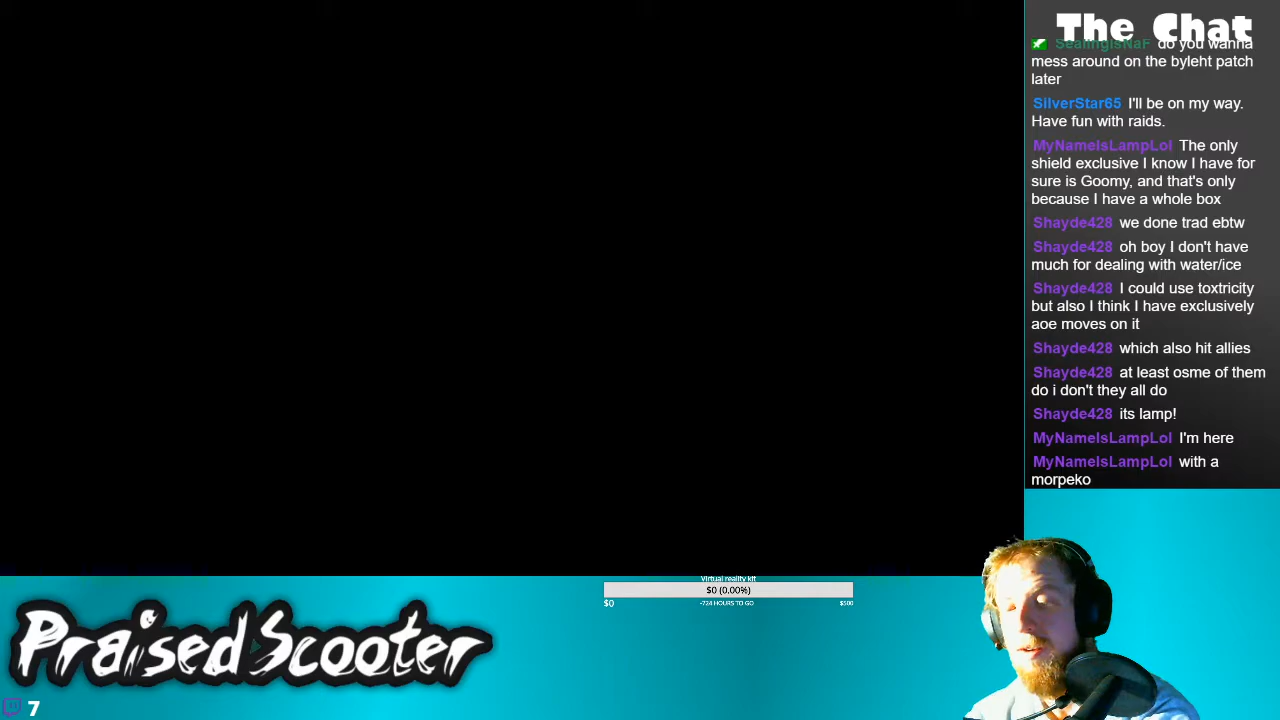 The Chat
SealingIsNaF do you wanna
mess around on the byleht patch
later
SilverStar65 I'll be on my way.
Have fun with raids.
MyNameIsLampLol The only
shield exclusive I know I have for
sure is Goomy, and that's only
because I have a whole box
Shayde428 we done trad ebtw
Shayde428 oh boy I don't have
much for dealing with water/ice
Shayde428 I could use toxtricity
but also I think I have exclusively
aoe moves on it
Shayde428 which also hit allies
Shayde428 at least osme of them
do i don't they all do
Shayde428 its lamp!
MyNameIsLampLol I'm here
MyNameIsLampLol with a
morpeko
Virtual reality kit
$0 (0.00%)
$0 -724 HOURS TO GO $500
PraisedScooter
7